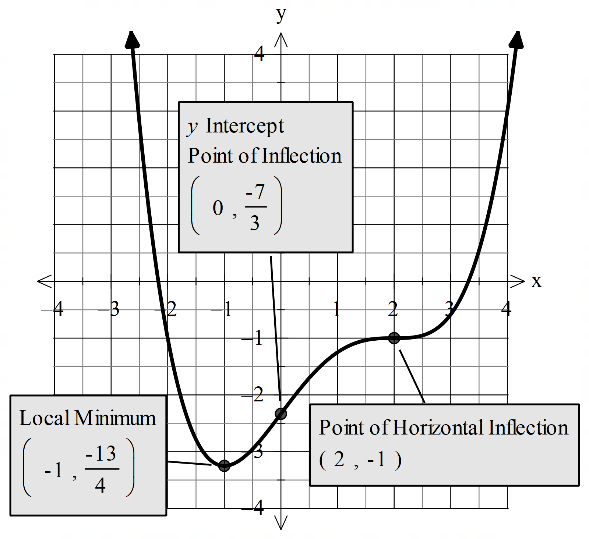 y
4
y Intercept
Point of Inflection
( 0 , -7/3 )
x
-4 -3 -2 -1 1 2 3 4
-1
-2
-3
-4
Local Minimum
( -1 , -13/4 )
Point of Horizontal Inflection
( 2 , -1 )